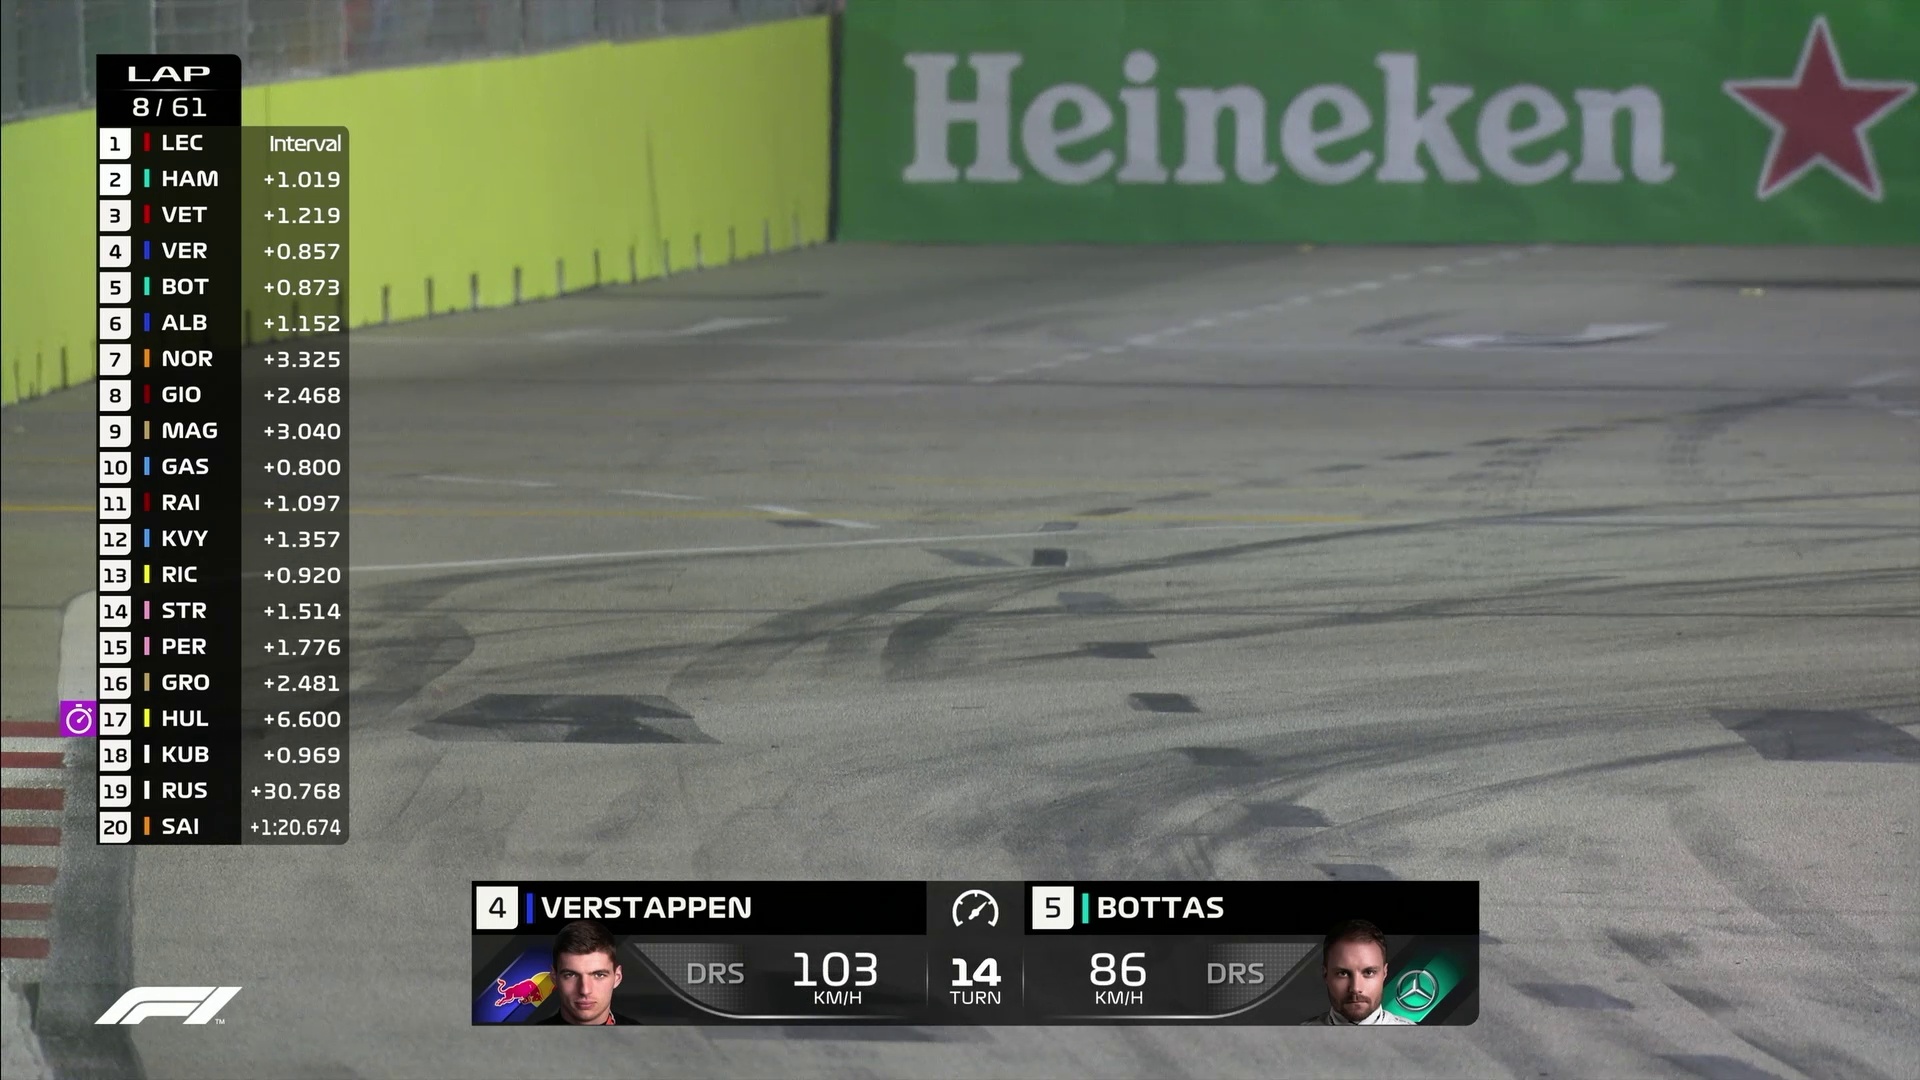 Heineken
LAP
8/61
1 LEC Interval
2 HAM +1.019
3 VET +1.219
4 VER +0.857
5 BOT +0.873
6 ALB +1.152
7 NOR +3.325
8 GIO +2.468
9 MAG +3.040
10 GAS +0.800
11 RAI +1.097
12 KVY +1.357
13 RIC +0.920
14 STR +1.514
15 PER +1.776
16 GRO +2.481
17 HUL +6.600
18 KUB +0.969
19 RUS +30.768
20 SAI +1:20.674
4 VERSTAPPEN
DRS 103 KM/H
14 TURN
5 BOTTAS
86 KM/H DRS
F1 TM